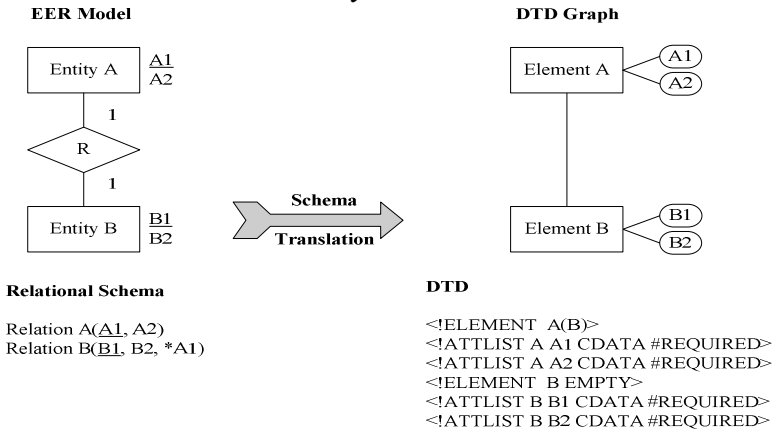 EER Model
Entity A
A1
A2
1
R
1
Entity B
B1
B2
Schema
Translation
DTD Graph
Element A
A1
A2
Element B
B1
B2
Relational Schema
Relation A(A1, A2)
Relation B(B1, B2, *A1)
DTD
<!ELEMENT A(B)>
<!ATTLIST A A1 CDATA #REQUIRED>
<!ATTLIST A A2 CDATA #REQUIRED>
<!ELEMENT B EMPTY>
<!ATTLIST B B1 CDATA #REQUIRED>
<!ATTLIST B B2 CDATA #REQUIRED>